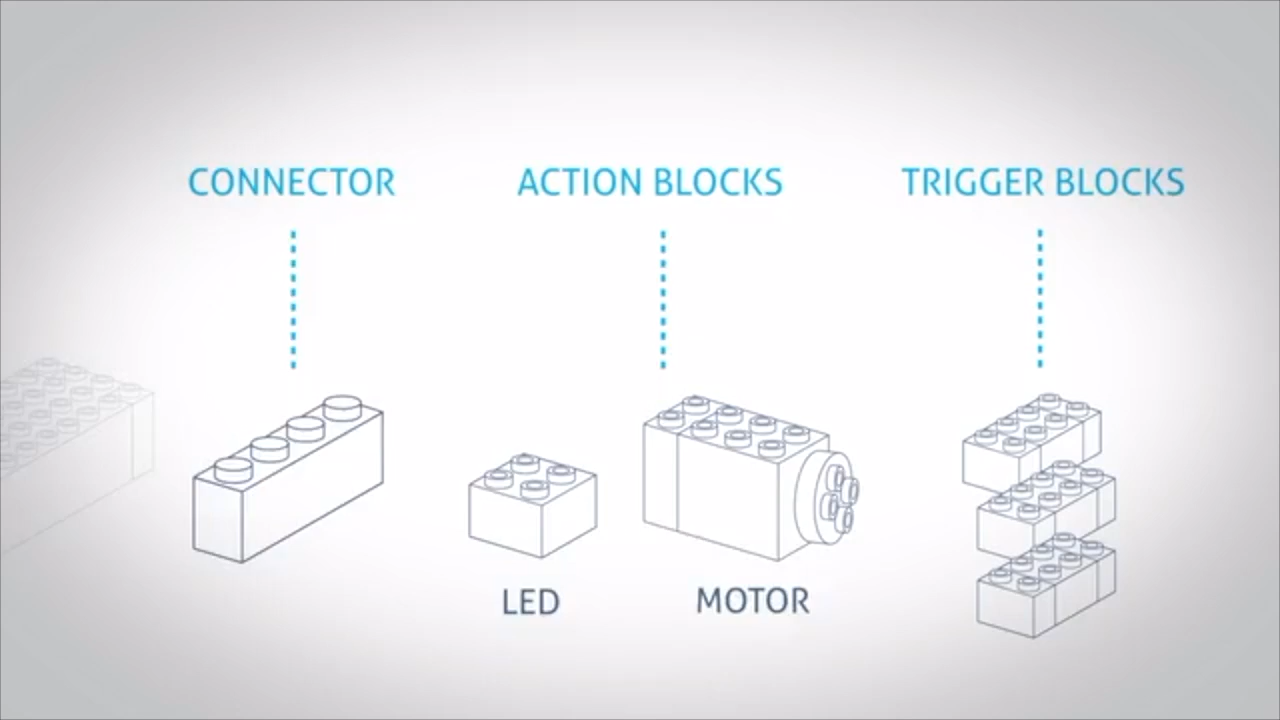 CONNECTOR
ACTION BLOCKS
TRIGGER BLOCKS
LED
MOTOR